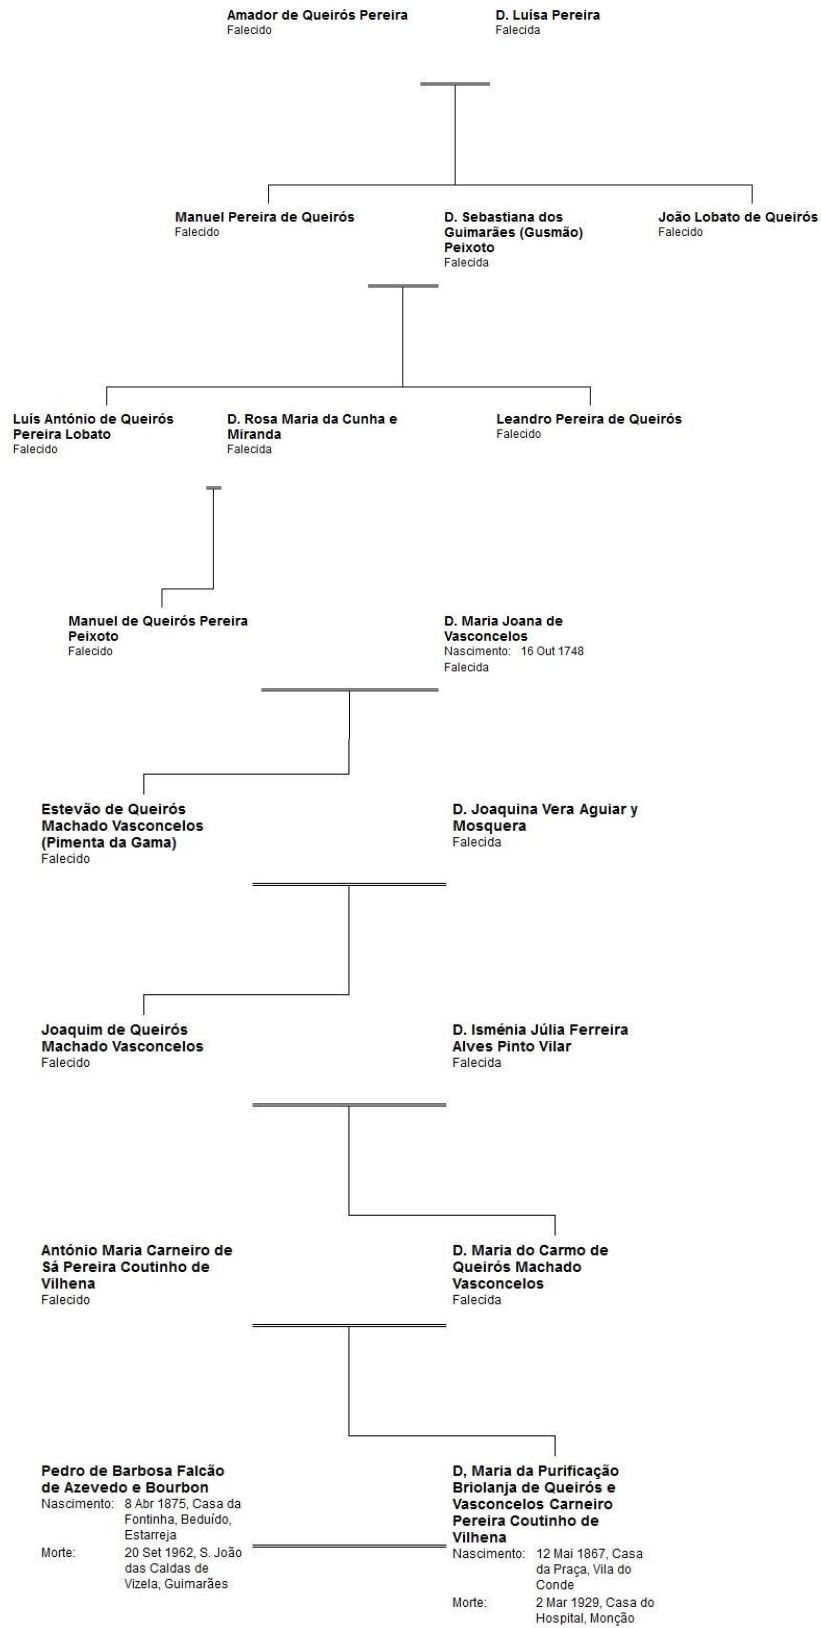 Amador de Queirós Pereira
Falecido
D. Luísa Pereira
Falecida
Manuel Pereira de Queirós
Falecido
D. Sebastiana dos
Guimarães (Gusmão)
Peixoto
Falecida
João Lobato de Queirós
Falecido
Luís António de Queirós
Pereira Lobato
Falecido
D. Rosa Maria da Cunha e
Miranda
Falecida
Leandro Pereira de Queirós
Falecido
Manuel de Queirós Pereira
Peixoto
Falecido
D. Maria Joana de
Vasconcelos
Nascimento: 16 Out 1748
Falecida
Estevão de Queirós
Machado Vasconcelos
(Pimenta da Gama)
Falecido
D. Joaquina Vera Aguiar y
Mosquera
Falecida
Joaquim de Queirós
Machado Vasconcelos
Falecido
D. Isménia Júlia Ferreira
Alves Pinto Vilar
Falecida
António Maria Carneiro de
Sá Pereira Coutinho de
Vilhena
Falecido
D. Maria do Carmo de
Queirós Machado
Vasconcelos
Falecida
Pedro de Barbosa Falcão
de Azevedo e Bourbon
Nascimento: 8 Abr 1875, Casa da
Fontinha, Beduído,
Estarreja
Morte: 20 Set 1962, S. João
das Caldas de
Vizela, Guimarães
D, Maria da Purificação
Briolanja de Queirós e
Vasconcelos Carneiro
Pereira Coutinho de
Vilhena
Nascimento: 12 Mai 1867, Casa
da Praça, Vila do
Conde
Morte: 2 Mar 1929, Casa do
Hospital, Monção